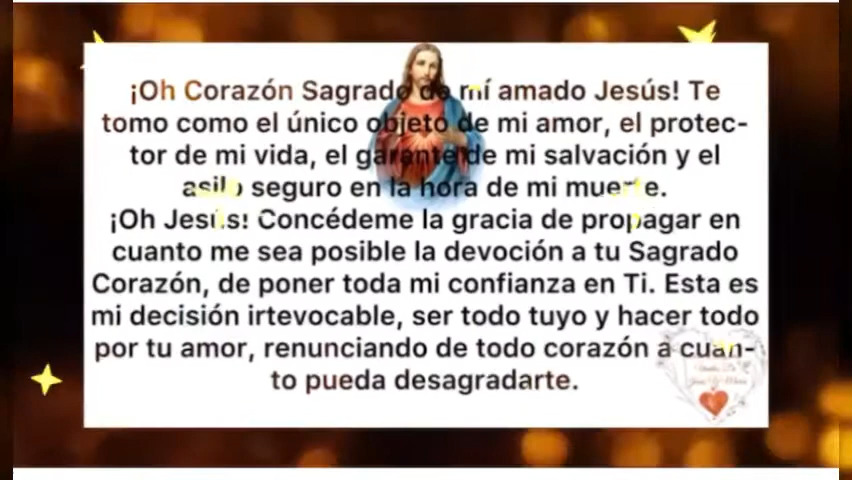 ¡Oh Corazón Sagrado de mí amado Jesús! Te
tomo como el único objeto de mi amor, el protec-
tor de mi vida, el garante de mi salvación y el
asilo seguro en la hora de mi muerte.
¡Oh Jesús! Concédeme la gracia de propagar en
cuanto me sea posible la devoción a tu Sagrado
Corazón, de poner toda mi confianza en Ti. Esta es
mi decisión irtevocable, ser todo tuyo y hacer todo
por tu amor, renunciando de todo corazón a cuan-
to pueda desagradarte.